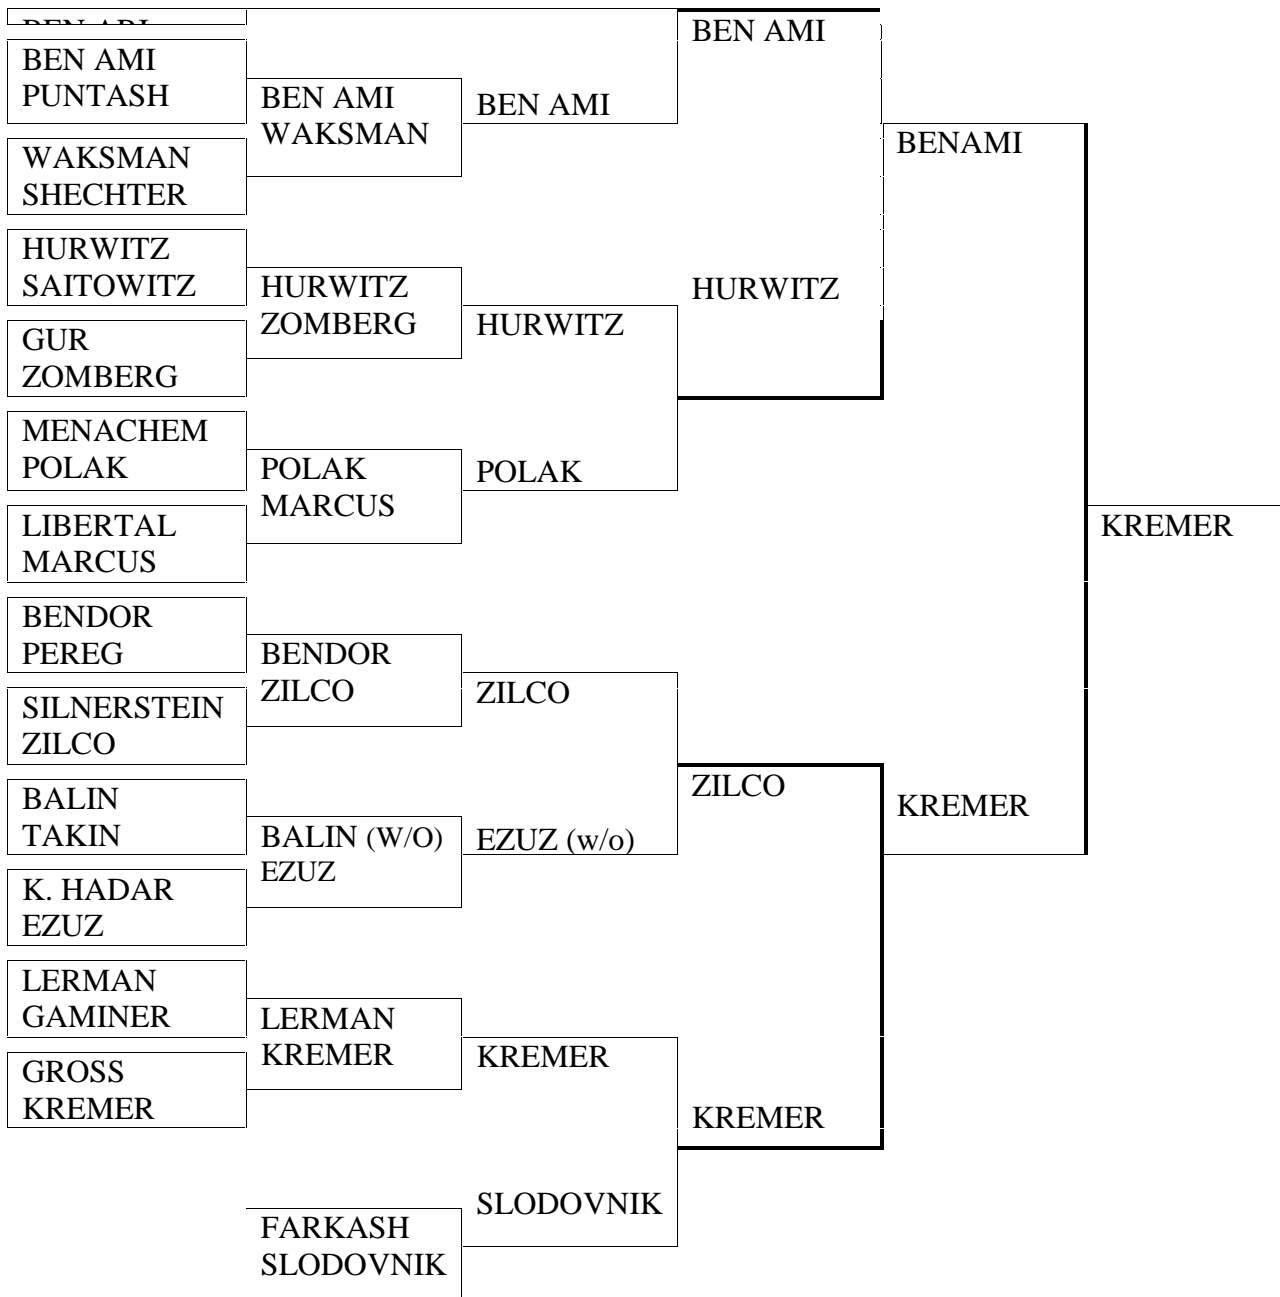 BEN AMI
PUNTASH
WAKSMAN
SHECHTER
HURWITZ
SAITOWITZ
GUR
ZOMBERG
MENACHEM
POLAK
LIBERTAL
MARCUS
BENDOR
PEREG
SILNERSTEIN
ZILCO
BALIN
TAKIN
K. HADAR
EZUZ
LERMAN
GAMINER
GROSS
KREMER
BEN AMI
WAKSMAN
HURWITZ
ZOMBERG
POLAK
MARCUS
BENDOR
ZILCO
BALIN (W/O)
EZUZ
LERMAN
KREMER
FARKASH
SLODOVNIK
BEN AMI
HURWITZ
POLAK
ZILCO
EZUZ (w/o)
KREMER
SLODOVNIK
BEN AMI
HURWITZ
ZILCO
KREMER
BENAMI
KREMER
KREMER